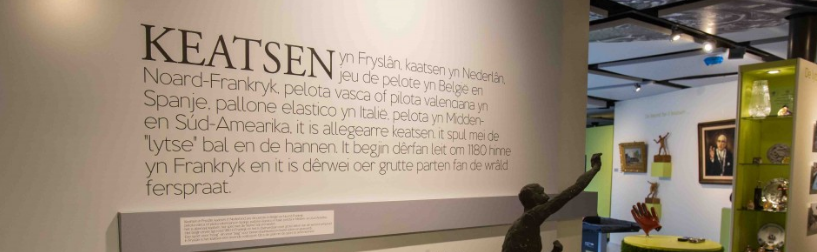 KEATSEN yn Fryslân, kaatsen yn Nederlân,
jeu de pelote yn België en
Noard-Frankryk, pelota vasca of pilota valenciana yn
Spanje, pallone elastico yn Italië, pelota yn Midden-
en Súd-Amearika, it is allegearre keatsen, it spul mei de
"lytse" bal en de hannen. It begjin dêrfan leit om 1180 hinne
yn Frankryk en it is dêrwei oer grutte parten fan de wrâld
ferspraat.